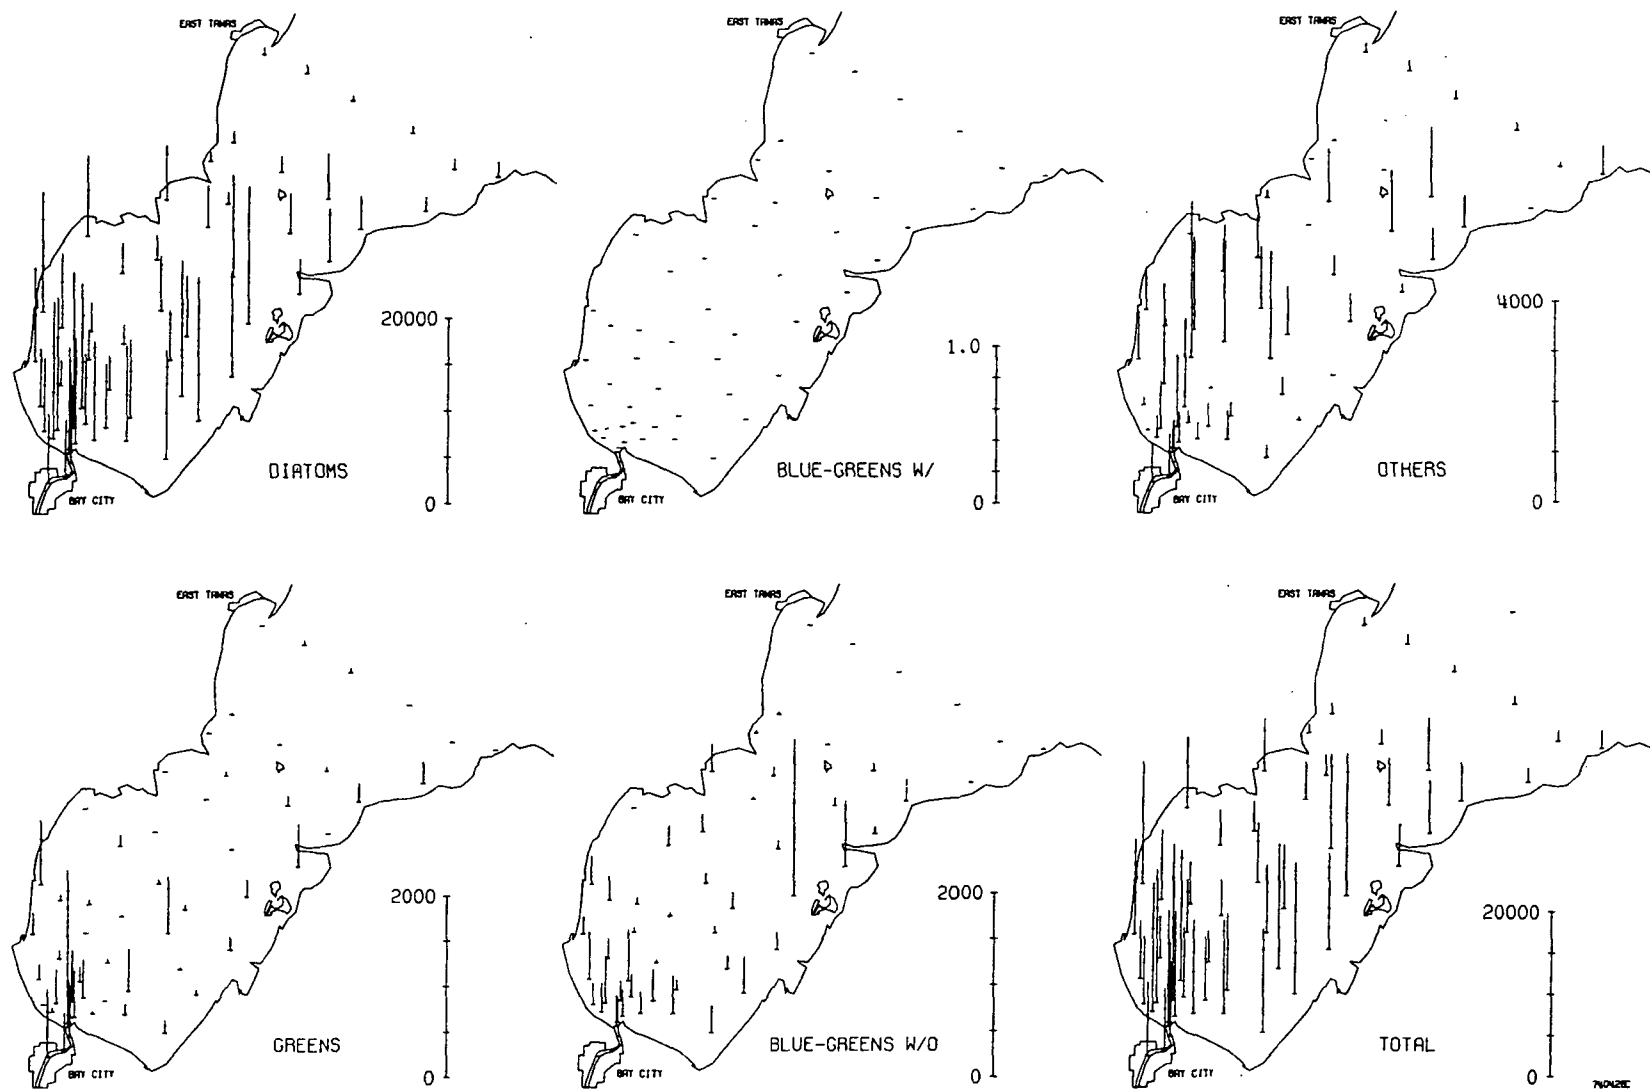 EAST TAWAS
20000
0
DIATOMS
BAY CITY
EAST TAWAS
1.0
0
BLUE-GREENS W/
BAY CITY
EAST TAWAS
4000
0
OTHERS
BAY CITY
EAST TAWAS
2000
0
GREENS
BAY CITY
EAST TAWAS
2000
0
BLUE-GREENS W/O
BAY CITY
EAST TAWAS
20000
0
TOTAL
BAY CITY